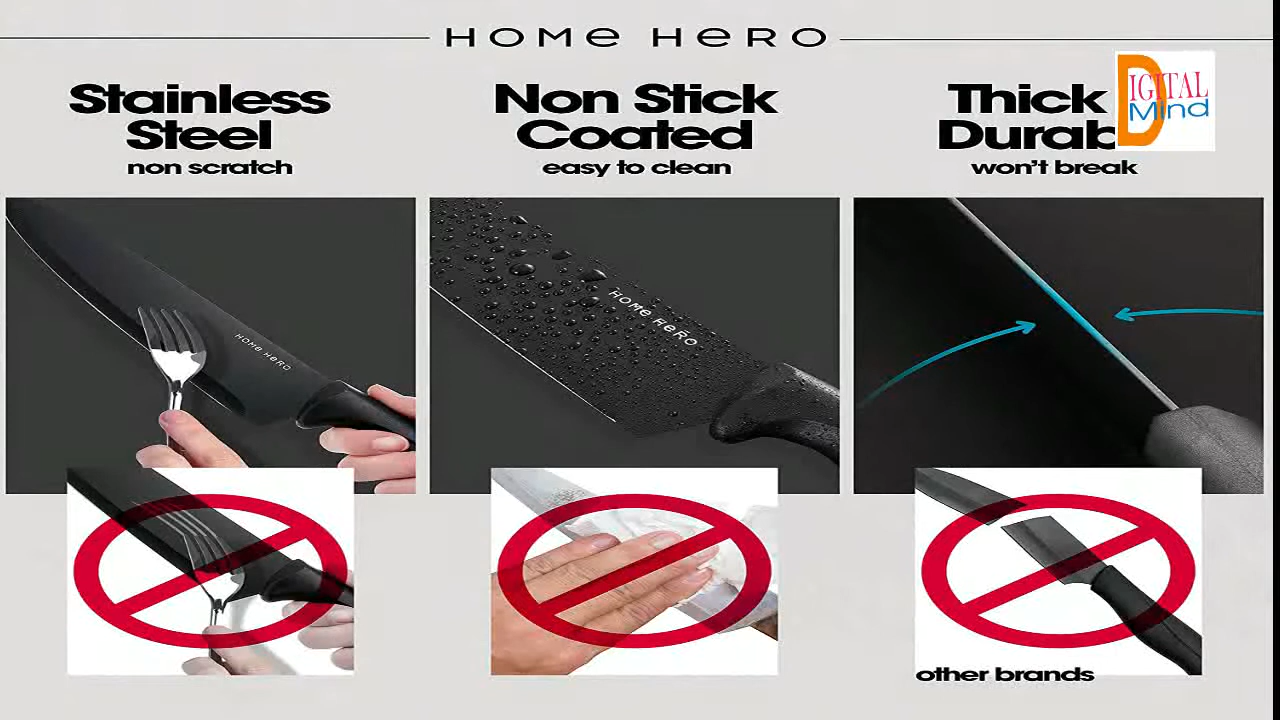 HOME HERO
Stainless
Steel
non scratch
Non Stick
Coated
easy to clean
Thick
Durab
won't break
DIGITAL
Mind
HOME HERO
HOME HERO
other brands